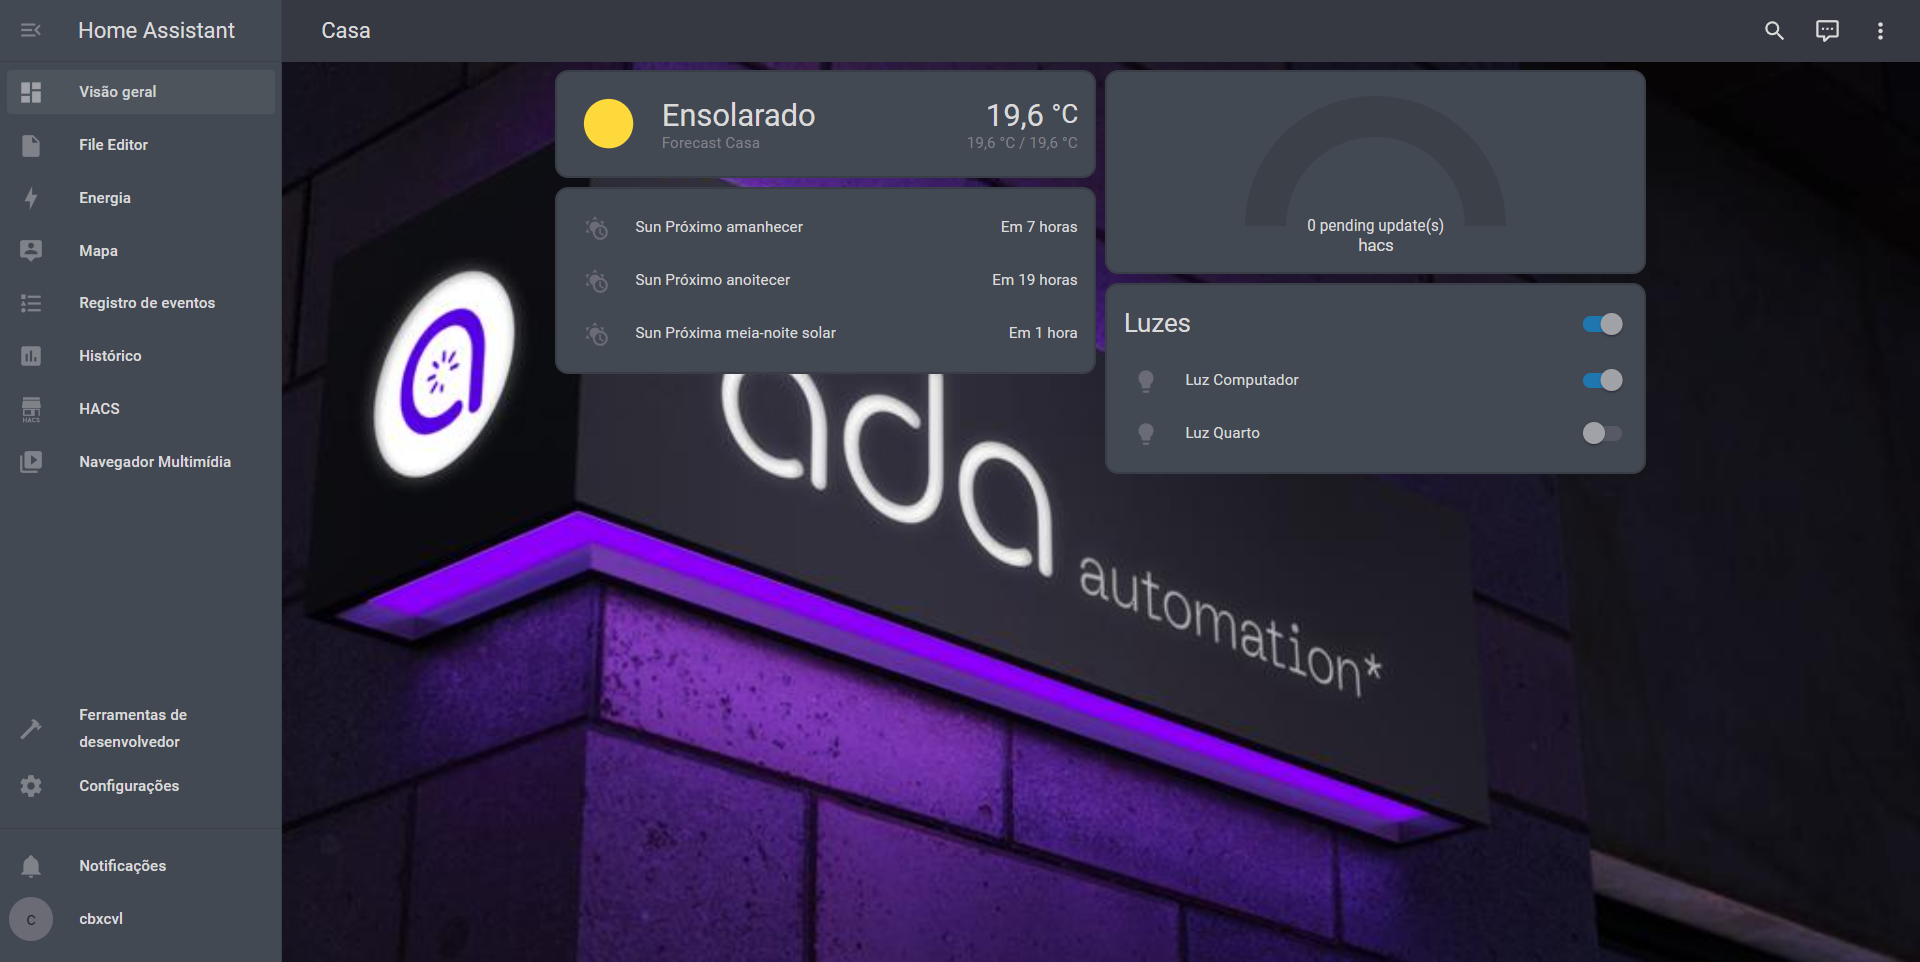 Home Assistant
Visão geral
File Editor
Energia
Mapa
Registro de eventos
Histórico
HACS
HACS
Navegador Multimídia
Ferramentas de
desenvolvedor
Configurações
Notificações
c
cbxcvl
Casa
Ensolarado
19,6 °C
Forecast Casa
19,6 °C / 19,6 °C
Sun Próximo amanhecer
Em 7 horas
Sun Próximo anoitecer
Em 19 horas
Sun Próxima meia-noite solar
Em 1 hora
0 pending update(s)
hacs
Luzes
Luz Computador
Luz Quarto
a
ada
automation*